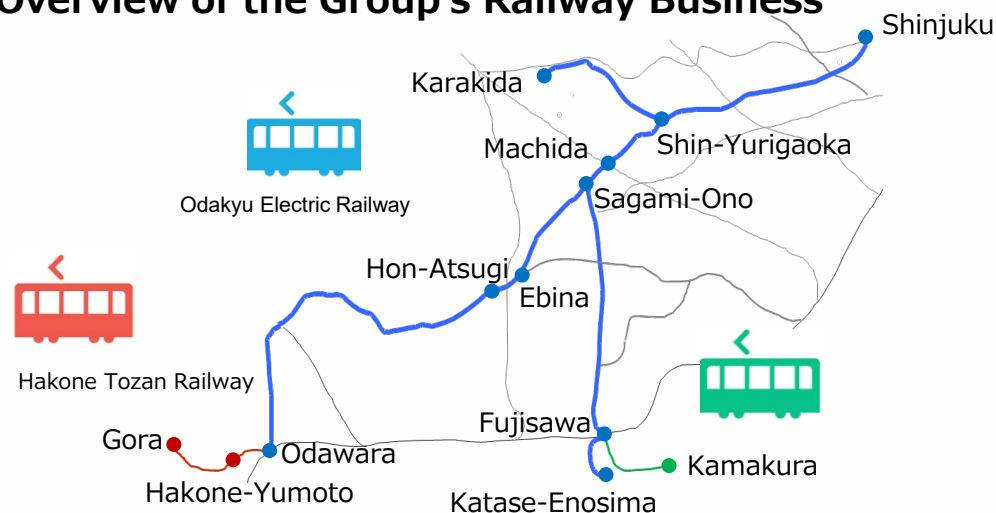 Overview of the Group's Railway Business
Shinjuku
Karakida
Shin-Yurigaoka
Machida
Sagami-Ono
Odakyu Electric Railway
Hon-Atsugi
Ebina
Hakone Tozan Railway
Fujisawa
Gora
Odawara
Kamakura
Hakone-Yumoto
Katase-Enosima